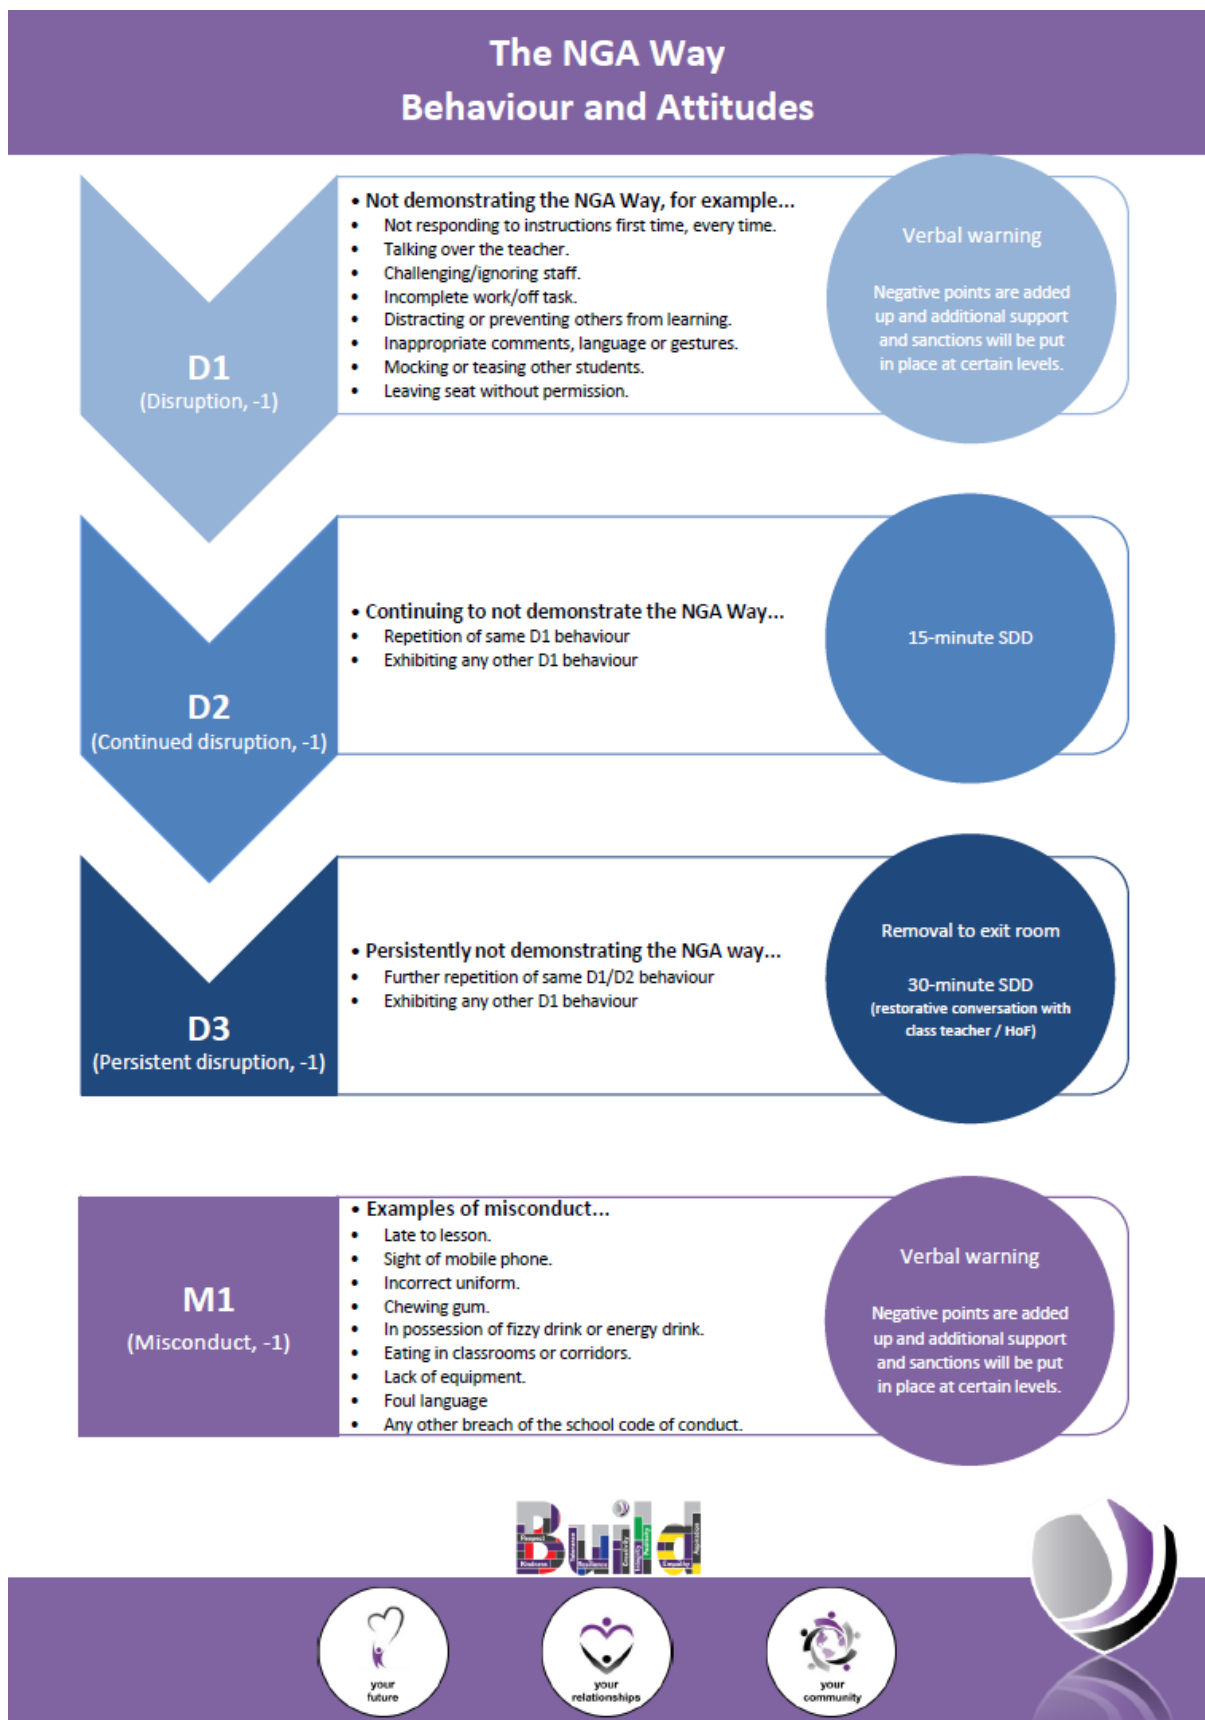 The NGA Way
Behaviour and Attitudes
D1
(Disruption, -1)
• Not demonstrating the NGA Way, for example...
• Not responding to instructions first time, every time.
• Talking over the teacher.
• Challenging/ignoring staff.
• Incomplete work/off task.
• Distracting or preventing others from learning.
• Inappropriate comments, language or gestures.
• Mocking or teasing other students.
• Leaving seat without permission.
Verbal warning
Negative points are added
up and additional support
and sanctions will be put
in place at certain levels.
D2
(Continued disruption, -1)
• Continuing to not demonstrate the NGA Way...
• Repetition of same D1 behaviour
• Exhibiting any other D1 behaviour
15-minute SDD
D3
(Persistent disruption, -1)
• Persistently not demonstrating the NGA way...
• Further repetition of same D1/D2 behaviour
• Exhibiting any other D1 behaviour
Removal to exit room
30-minute SDD
(restorative conversation with
class teacher / HoF)
M1
(Misconduct, -1)
• Examples of misconduct...
• Late to lesson.
• Sight of mobile phone.
• Incorrect uniform.
• Chewing gum.
• In possession of fizzy drink or energy drink.
• Eating in classrooms or corridors.
• Lack of equipment.
• Foul language
• Any other breach of the school code of conduct.
Verbal warning
Negative points are added
up and additional support
and sanctions will be put
in place at certain levels.
Build
Respect
Kindness
Tolerance
Resilience
Creativity
Integrity
Positivity
Empathy
Aspiration
your
future
your
relationships
your
community